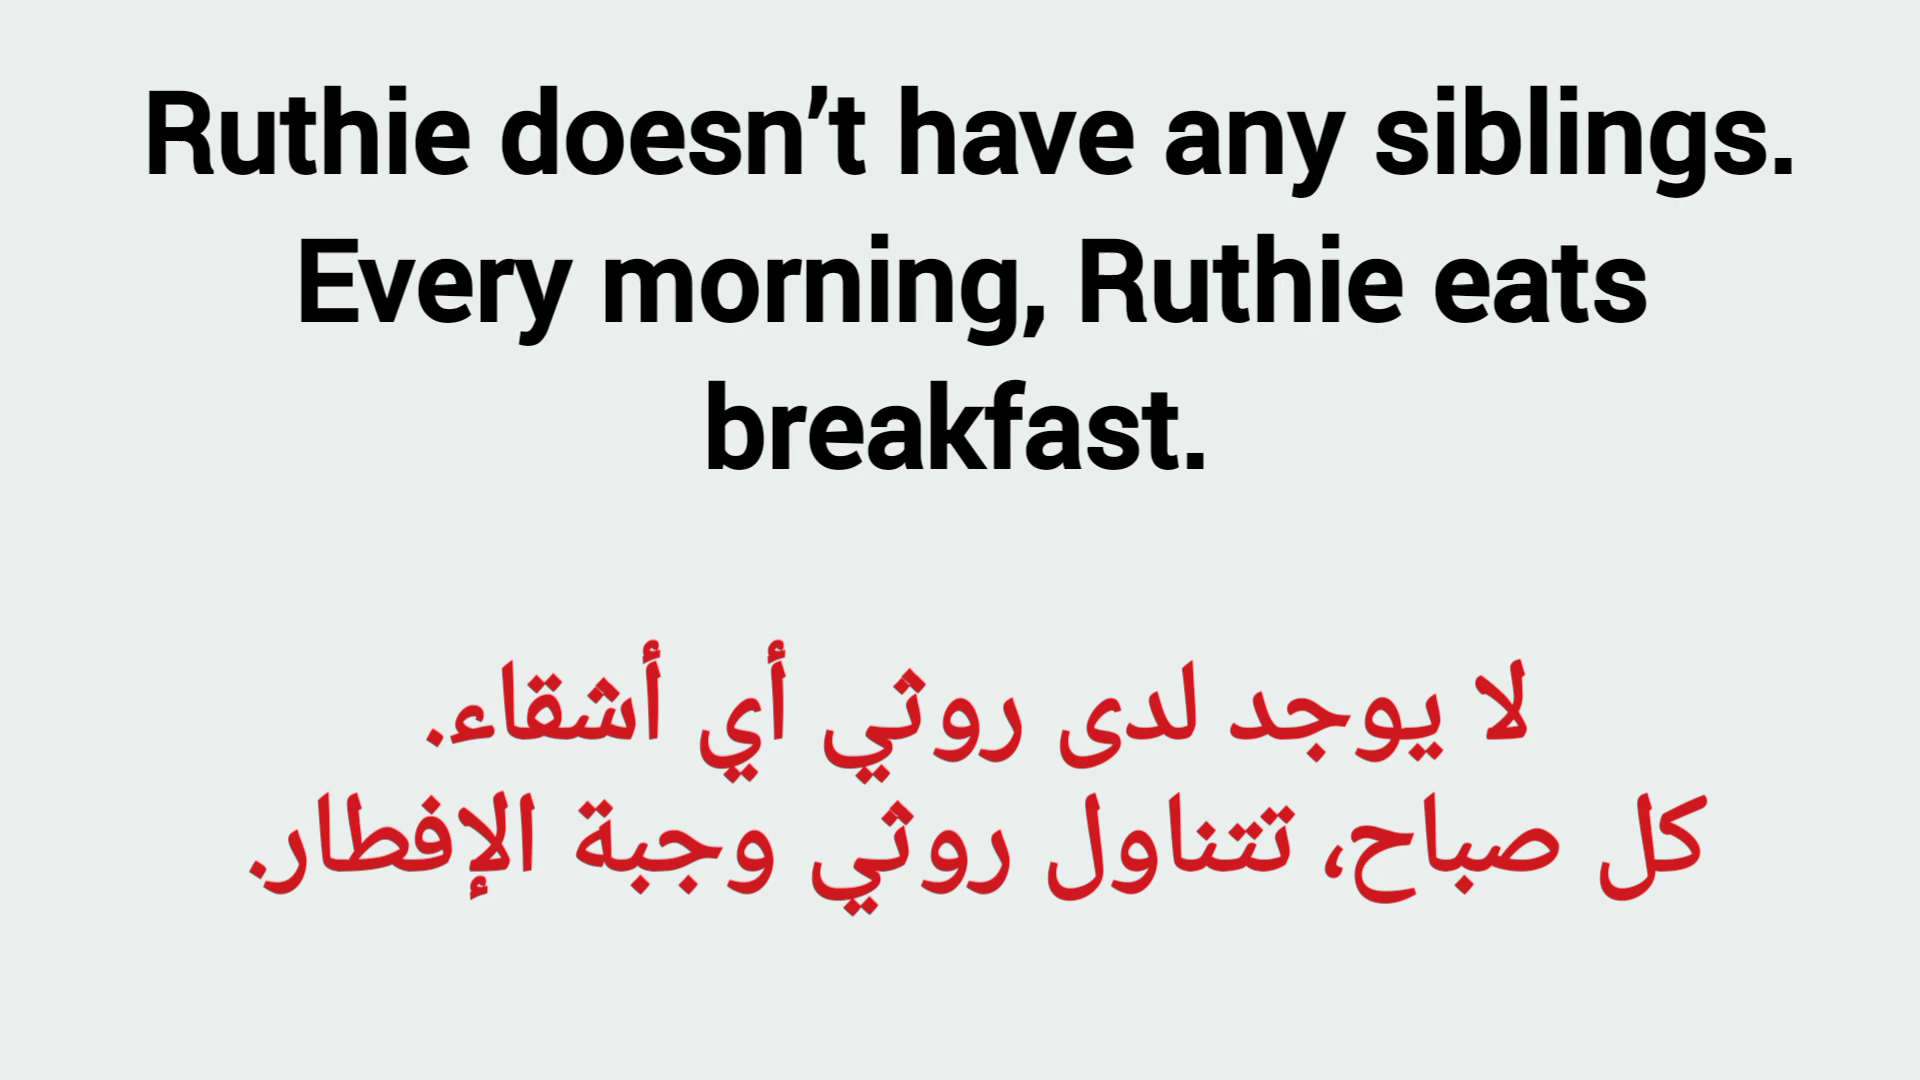 Ruthie doesn’t have any siblings.
Every morning, Ruthie eats
breakfast.
لا يوجد لدى روثي أي أشقاء.
كل صباح، تتناول روثي وجبة الإفطار.